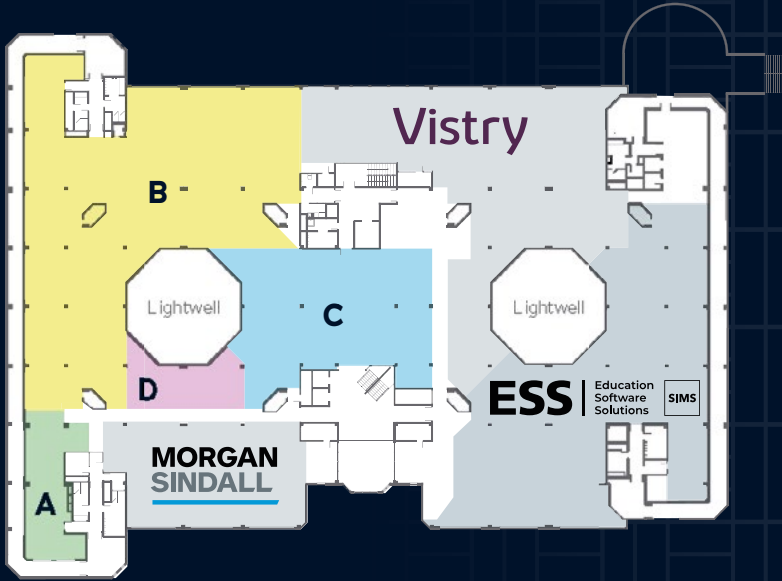 Vistry
B
Lightwell
C
Lightwell
D
ESS
Education
Software
Solutions
SIMS
MORGAN
SINDALL
A